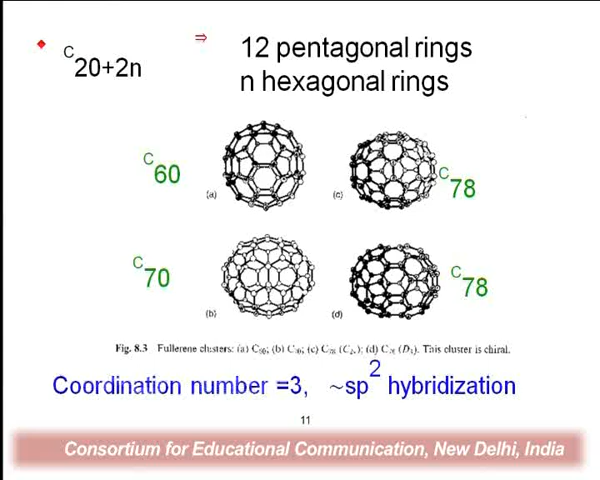 C20+2n ⇒ 12 pentagonal rings
n hexagonal rings
C60
(a)
(c)
C78
C70
(b)
(d)
C78
Fig. 8.3 Fullerene clusters: (a) C60; (b) C70; (c) C78 (C2v); (d) C78 (D3). This cluster is chiral.
Coordination number =3, ~sp2 hybridization
11
Consortium for Educational Communication, New Delhi, India